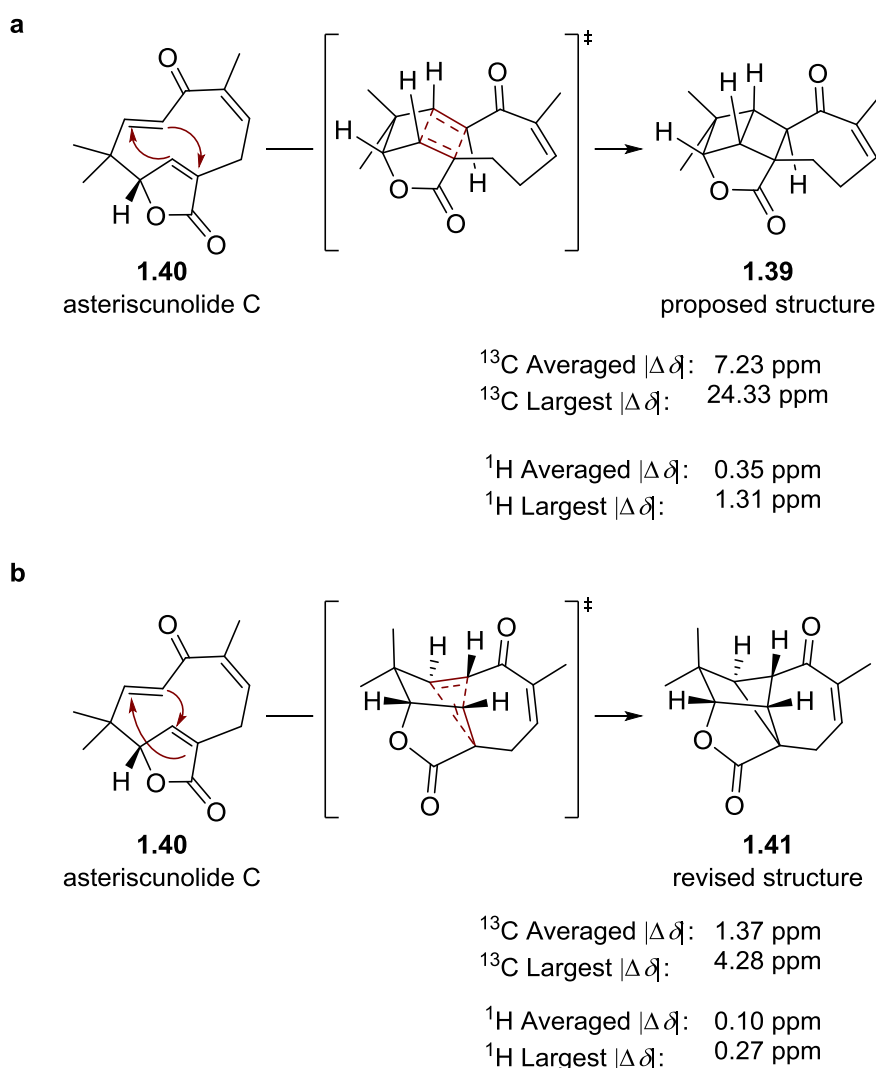 a
O
O
O
H
1.40
asteriscunolide C
‡
H
H
O
H
H
O
O
H
H
O
H
H
O
O
1.39
proposed structure
¹³C Averaged |Δδ|: 7.23 ppm
¹³C Largest |Δδ|: 24.33 ppm
¹H Averaged |Δδ|: 0.35 ppm
¹H Largest |Δδ|: 1.31 ppm
b
O
O
O
H
1.40
asteriscunolide C
‡
H
H
O
H
H
O
O
H
H
O
H
H
O
O
1.41
revised structure
¹³C Averaged |Δδ|: 1.37 ppm
¹³C Largest |Δδ|: 4.28 ppm
¹H Averaged |Δδ|: 0.10 ppm
¹H Largest |Δδ|: 0.27 ppm